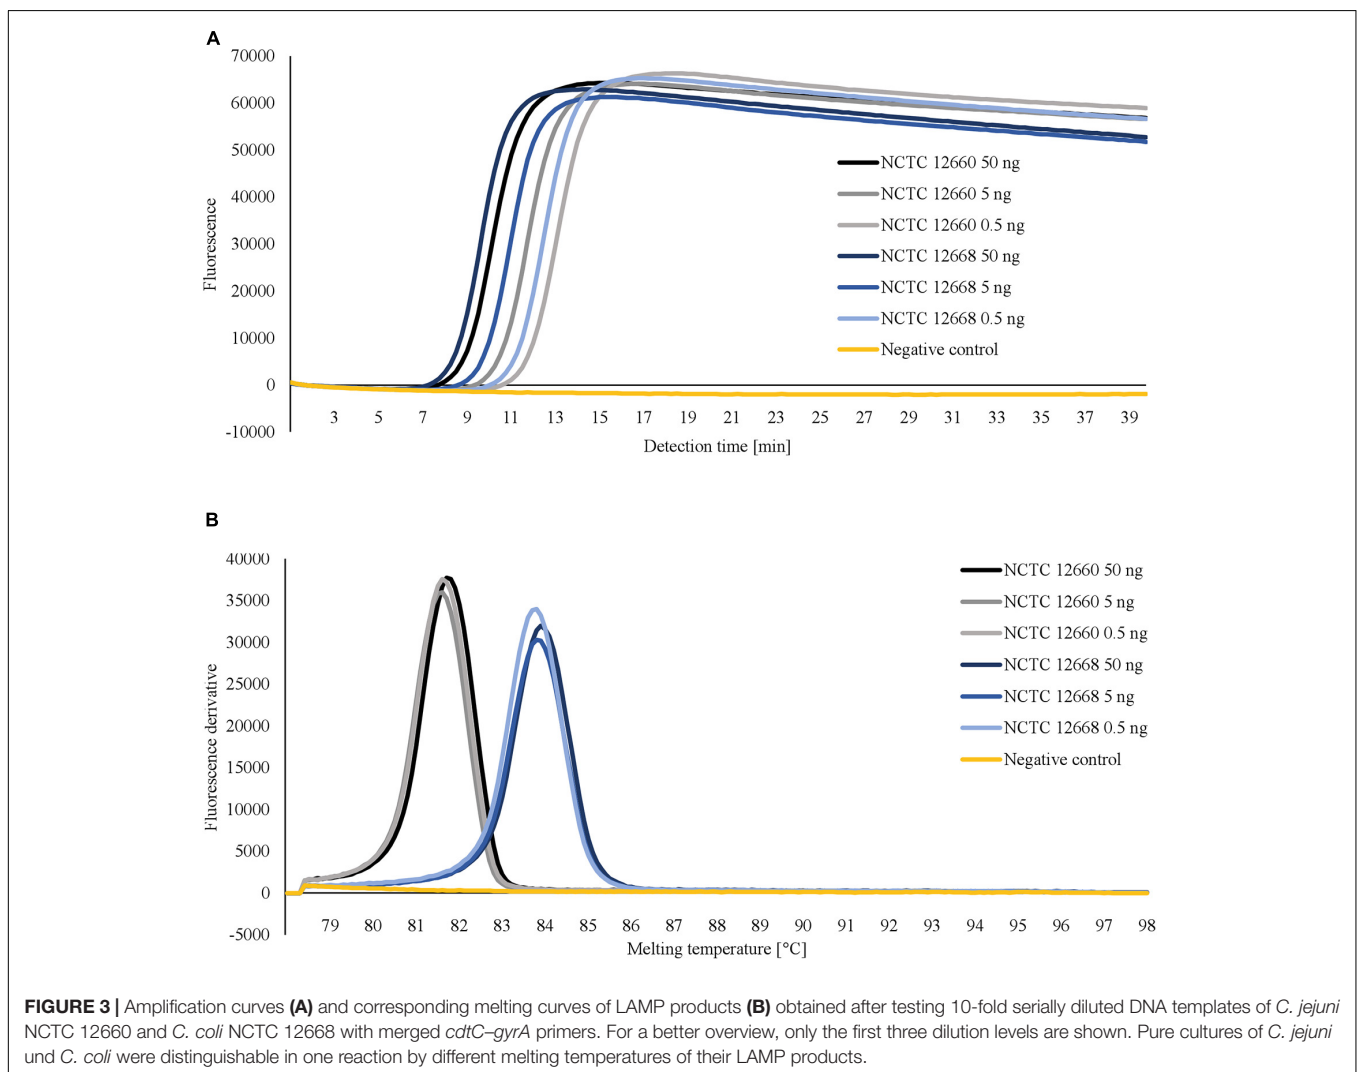 A
70000
60000
50000
40000
30000
20000
10000
0
-10000
Fluorescence
NCTC 12660 50 ng
NCTC 12660 5 ng
NCTC 12660 0.5 ng
NCTC 12668 50 ng
NCTC 12668 5 ng
NCTC 12668 0.5 ng
Negative control
3 5 7 9 11 13 15 17 19 21 23 25 27 29 31 33 35 37 39
Detection time [min]
B
40000
35000
30000
25000
20000
15000
10000
5000
0
-5000
Fluorescence derivative
NCTC 12660 50 ng
NCTC 12660 5 ng
NCTC 12660 0.5 ng
NCTC 12668 50 ng
NCTC 12668 5 ng
NCTC 12668 0.5 ng
Negative control
79 80 81 82 83 84 85 86 87 88 89 90 91 92 93 94 95 96 97 98
Melting temperature [°C]
FIGURE 3 | Amplification curves (A) and corresponding melting curves of LAMP products (B) obtained after testing 10-fold serially diluted DNA templates of C. jejuni
NCTC 12660 and C. coli NCTC 12668 with merged cdtC–gyrA primers. For a better overview, only the first three dilution levels are shown. Pure cultures of C. jejuni
und C. coli were distinguishable in one reaction by different melting temperatures of their LAMP products.